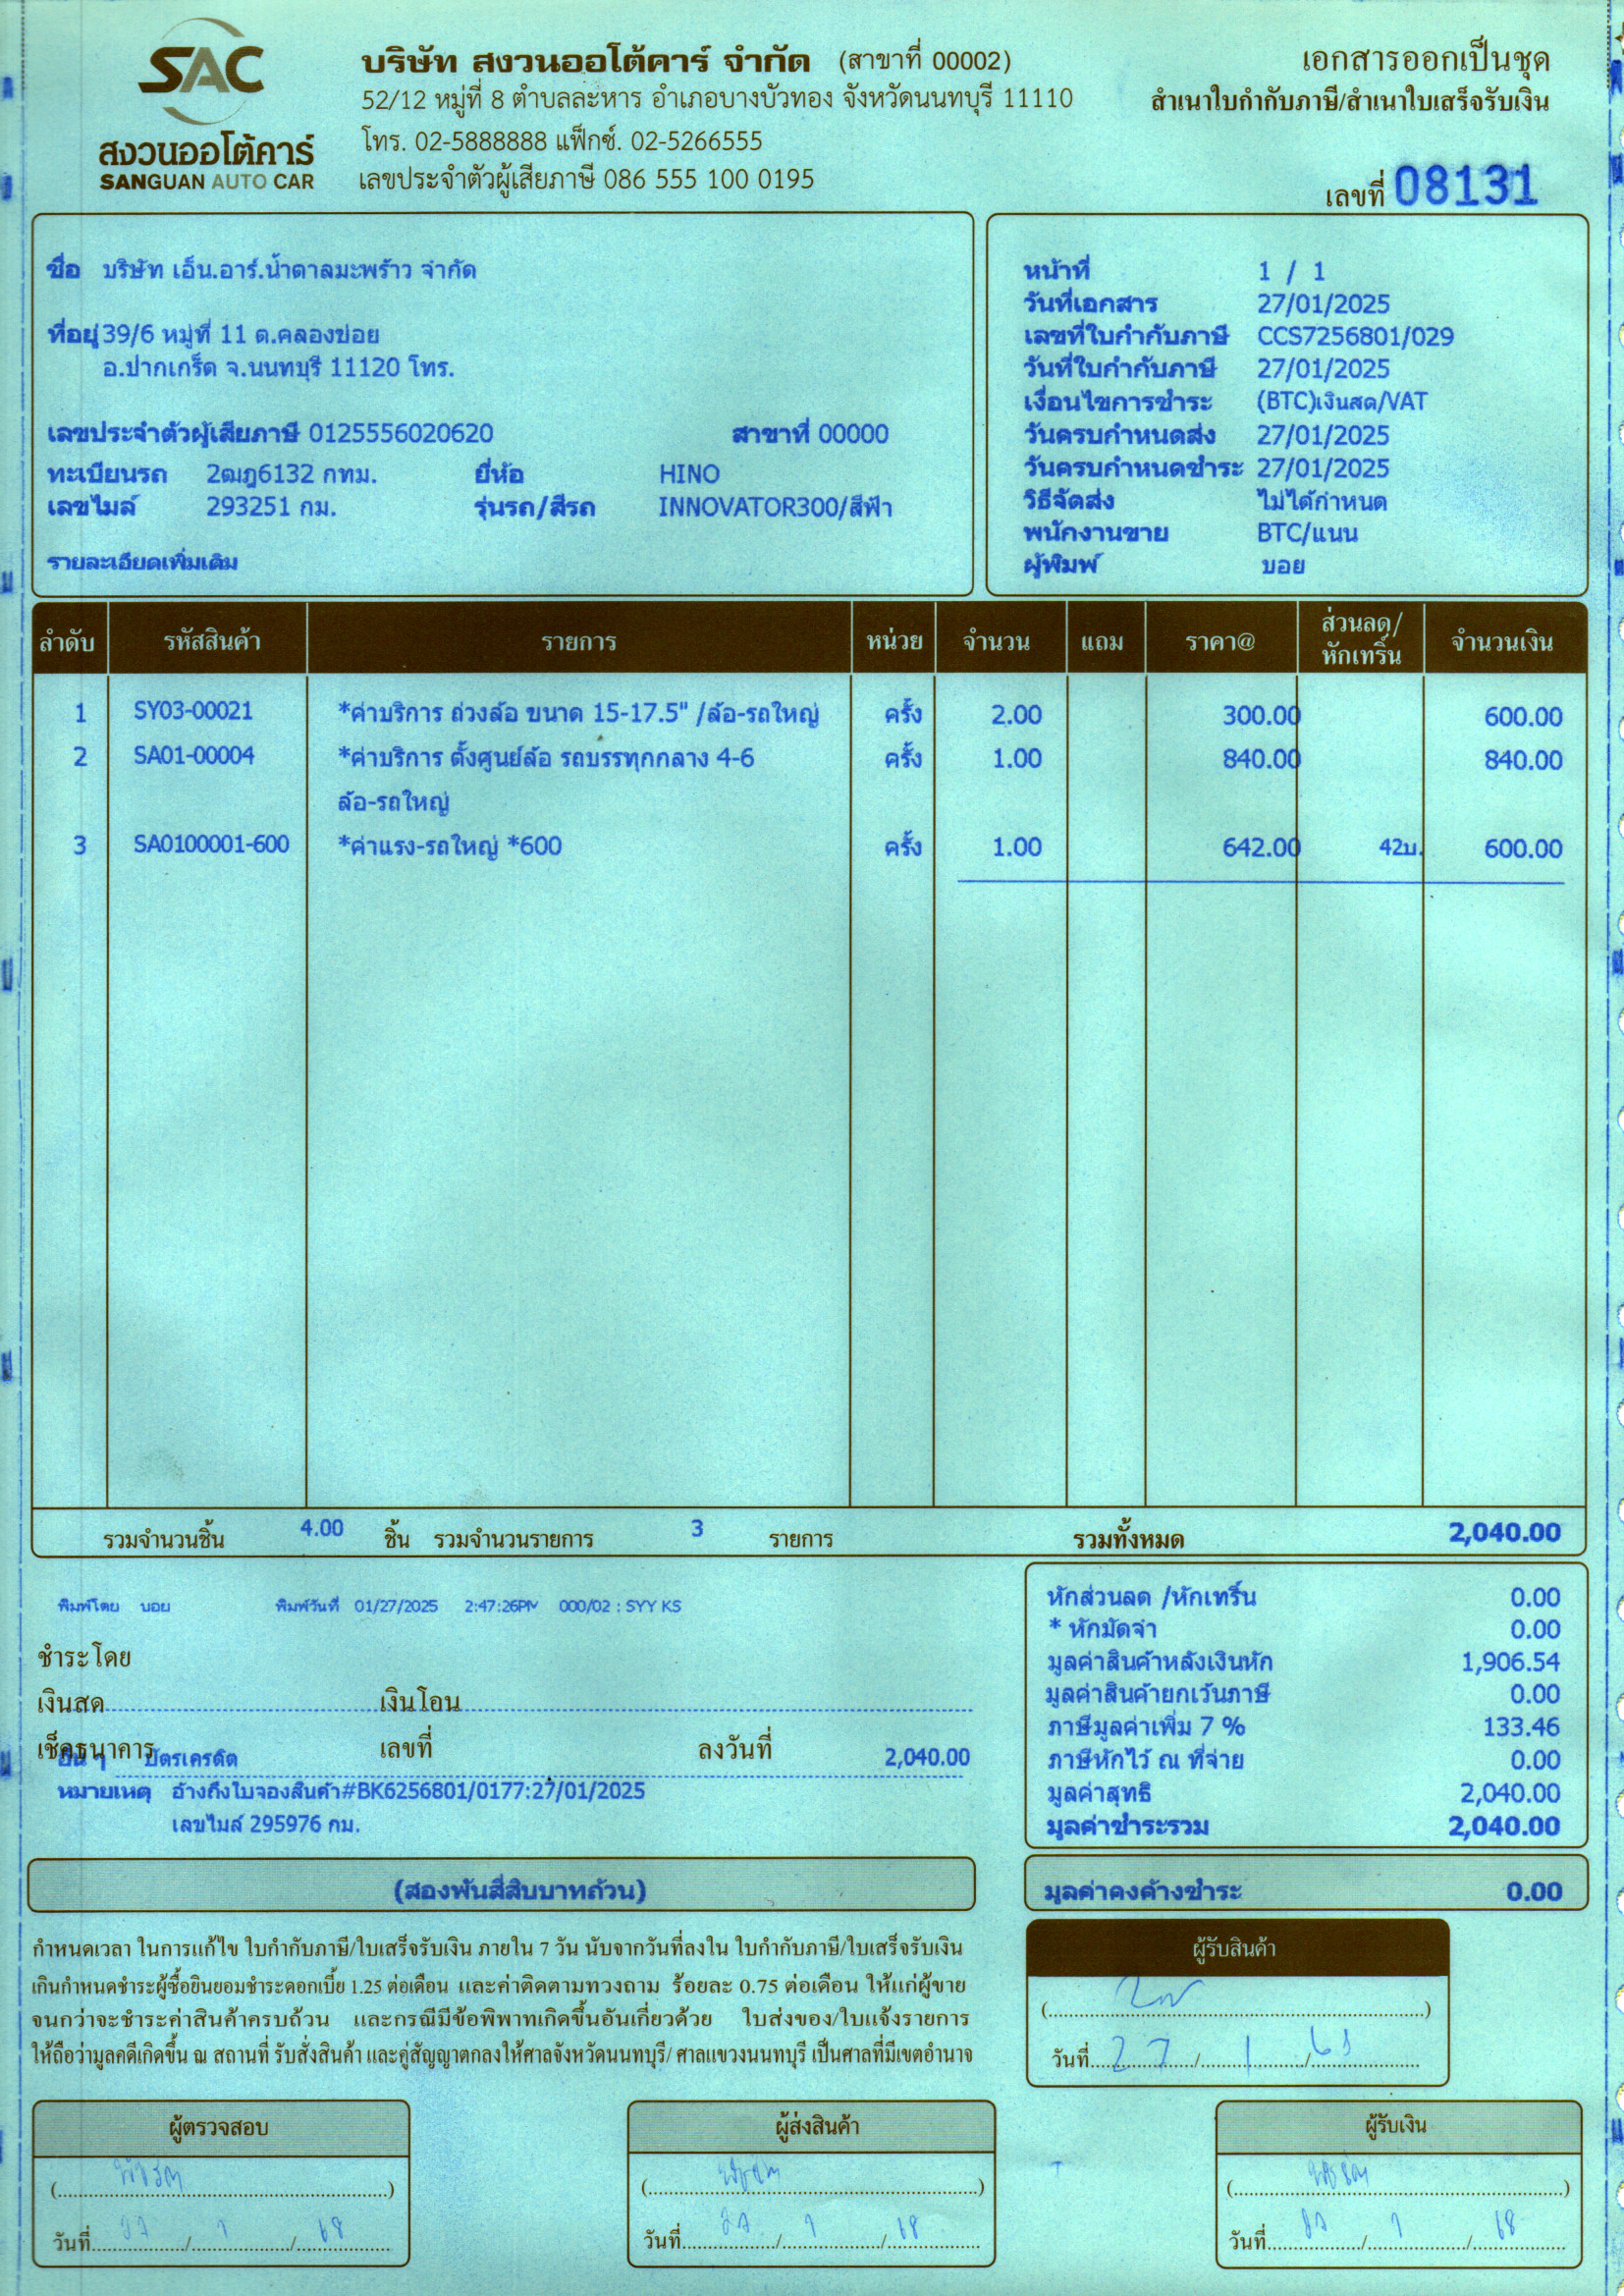 SAC
สงวนออโต้คาร์
SANGUAN AUTO CAR
บริษัท สงวนออโต้คาร์ จำกัด (สาขาที่ 00002)
52/12 หมู่ที่ 8 ตำบลละหาร อำเภอบางบัวทอง จังหวัดนนทบุรี 11110
โทร. 02-5888888 แฟ็กซ์. 02-5266555
เลขประจำตัวผู้เสียภาษี 086 555 100 0195
เอกสารออกเป็นชุด
สำเนาใบกำกับภาษี/สำเนาใบเสร็จรับเงิน
เลขที่ 08131
ชื่อ บริษัท เอ็น.อาร์.น้ำตาลมะพร้าว จำกัด
ที่อยู่ 39/6 หมู่ที่ 11 ต.คลองข่อย
อ.ปากเกร็ด จ.นนทบุรี 11120 โทร.
เลขประจำตัวผู้เสียภาษี 0125556020620 สาขาที่ 00000
ทะเบียนรถ 2ฒฎ6132 กทม. ยี่ห้อ HINO
เลขไมล์ 293251 กม. รุ่นรถ/สีรถ INNOVATOR300/สีฟ้า
รายละเอียดเพิ่มเติม
หน้าที่ 1 / 1
วันที่เอกสาร 27/01/2025
เลขที่ใบกำกับภาษี CCS7256801/029
วันที่ใบกำกับภาษี 27/01/2025
เงื่อนไขการชำระ (BTC)เงินสด/VAT
วันครบกำหนดส่ง 27/01/2025
วันครบกำหนดชำระ 27/01/2025
วิธีจัดส่ง ไม่ได้กำหนด
พนักงานขาย BTC/แนน
ผู้พิมพ์ บอย
ลำดับ รหัสสินค้า รายการ หน่วย จำนวน แถม ราคา@ ส่วนลด/หักเทริ์น จำนวนเงิน
1 SY03-00021 *ค่าบริการ ถ่วงล้อ ขนาด 15-17.5" /ล้อ-รถใหญ่ ครั้ง 2.00 300.00 600.00
2 SA01-00004 *ค่าบริการ ตั้งศูนย์ล้อ รถบรรทุกกลาง 4-6 ครั้ง 1.00 840.00 840.00
ล้อ-รถใหญ่
3 SA0100001-600 *ค่าแรง-รถใหญ่ *600 ครั้ง 1.00 642.00 42บ. 600.00
รวมจำนวนชิ้น 4.00 ชิ้น รวมจำนวนรายการ 3 รายการ รวมทั้งหมด 2,040.00
พิมพ์โดย บอย พิมพ์วันที่ 01/27/2025 2:47:26PM 000/02 : SYY KS
ชำระโดย
เงินสด เงินโอน
เช็คธนาคาร เลขที่ ลงวันที่
อื่น ๆ บัตรเครดิต 2,040.00
หมายเหตุ อ้างถึงใบจองสินค้า#BK6256801/0177:27/01/2025
เลขไมล์ 295976 กม.
หักส่วนลด /หักเทริ์น 0.00
* หักมัดจำ 0.00
มูลค่าสินค้าหลังเงินหัก 1,906.54
มูลค่าสินค้ายกเว้นภาษี 0.00
ภาษีมูลค่าเพิ่ม 7 % 133.46
ภาษีหักไว้ ณ ที่จ่าย 0.00
มูลค่าสุทธิ 2,040.00
มูลค่าชำระรวม 2,040.00
(สองพันสี่สิบบาทถ้วน)
มูลค่าคงค้างชำระ 0.00
กำหนดเวลา ในการแก้ไข ใบกำกับภาษี/ใบเสร็จรับเงิน ภายใน 7 วัน นับจากวันที่ลงใน ใบกำกับภาษี/ใบเสร็จรับเงิน
เกินกำหนดชำระผู้ซื้อยินยอมชำระดอกเบี้ย 1.25 ต่อเดือน และค่าติดตามทวงถาม ร้อยละ 0.75 ต่อเดือน ให้แก่ผู้ขาย
จนกว่าจะชำระค่าสินค้าครบถ้วน และกรณีมีข้อพิพาทเกิดขึ้นอันเกี่ยวด้วย ใบส่งของ/ใบแจ้งรายการ
ให้ถือว่ามูลคดีเกิดขึ้น ณ สถานที่ รับสั่งสินค้า และคู่สัญญาตกลงให้ศาลจังหวัดนนทบุรี/ ศาลแขวงนนทบุรี เป็นศาลที่มีเขตอำนาจ
ผู้รับสินค้า
วันที่ 27 / 1 / 68
ผู้ตรวจสอบ
วันที่ 27 / 1 / 68
ผู้ส่งสินค้า
วันที่ 27 / 1 / 68
ผู้รับเงิน
วันที่ 27 / 1 / 68